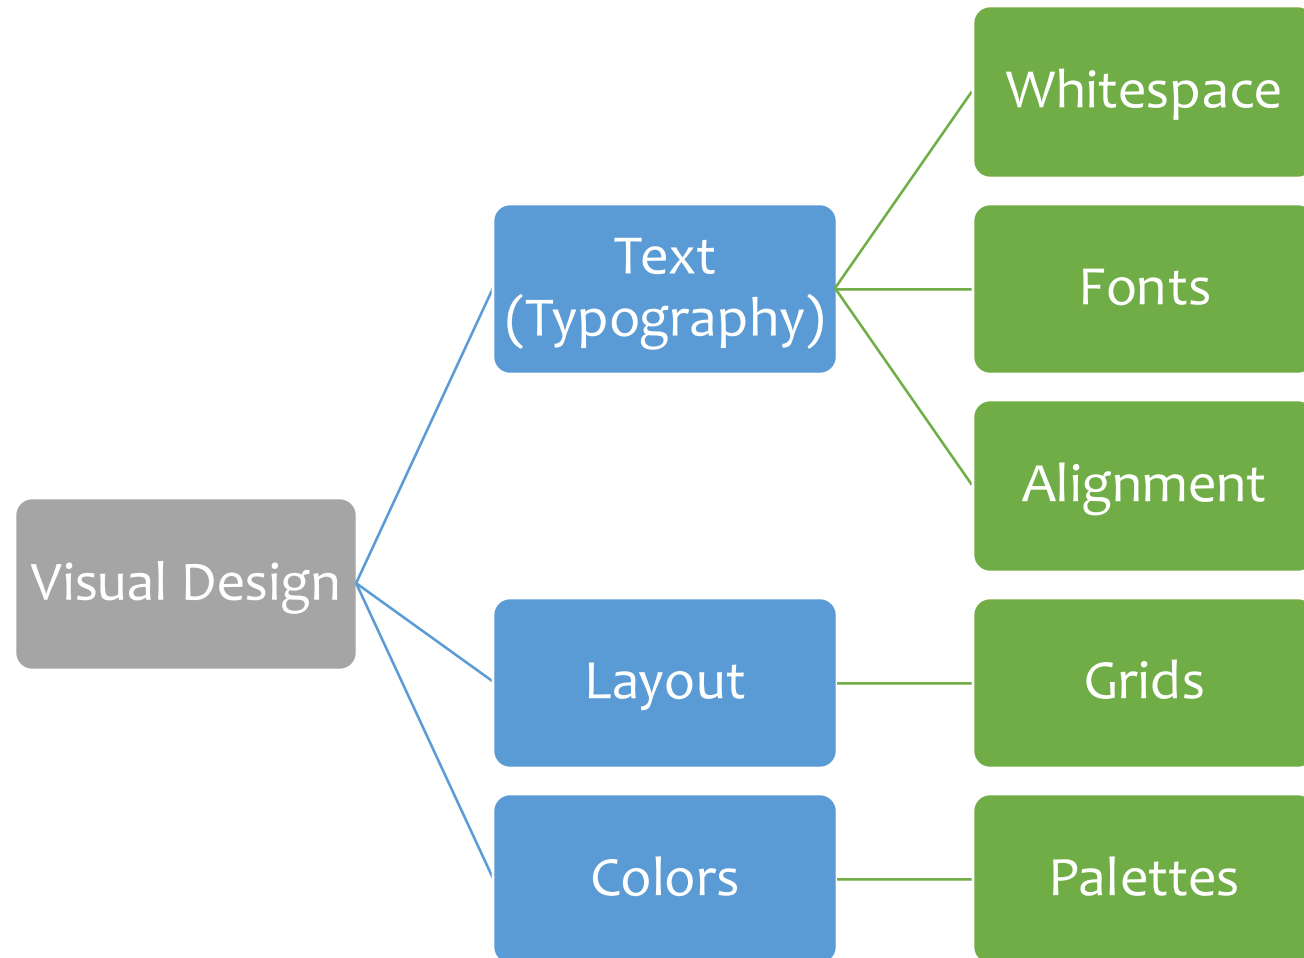 Visual Design
Text
(Typography)
Whitespace
Fonts
Alignment
Layout
Grids
Colors
Palettes